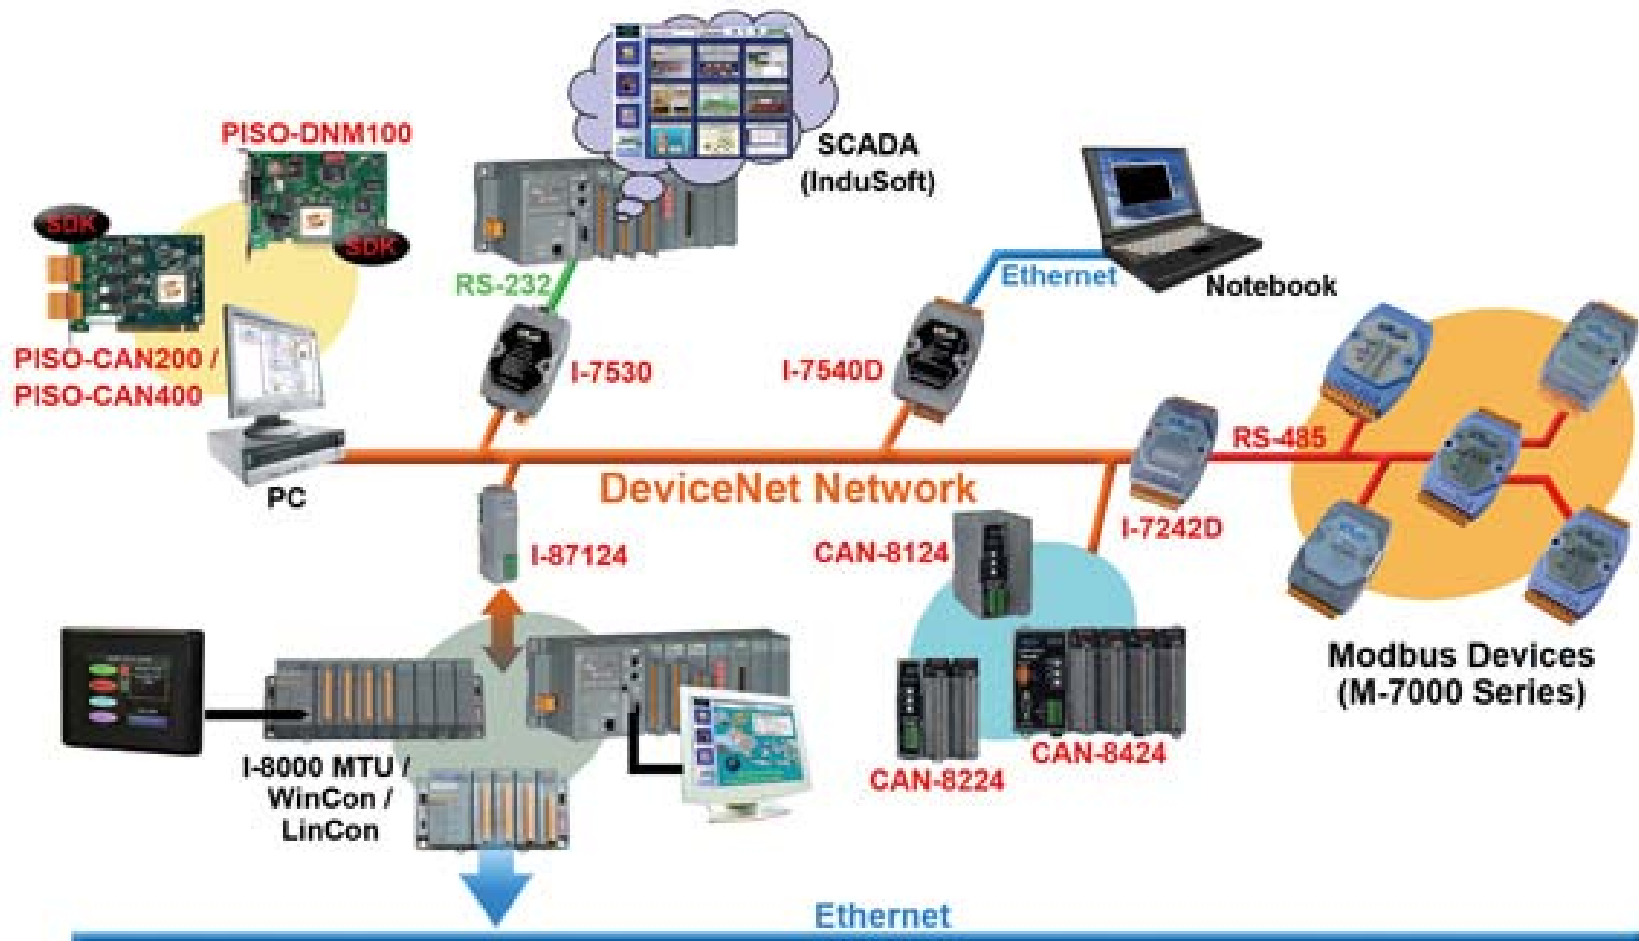 PISO-DNM100
SDK
SDK
PISO-CAN200 /
PISO-CAN400
PC
SCADA
(InduSoft)
RS-232
I-7530
Ethernet
Notebook
I-7540D
RS-485
DeviceNet Network
I-7242D
I-87124
CAN-8124
CAN-8224
CAN-8424
Modbus Devices
(M-7000 Series)
I-8000 MTU /
WinCon /
LinCon
Ethernet